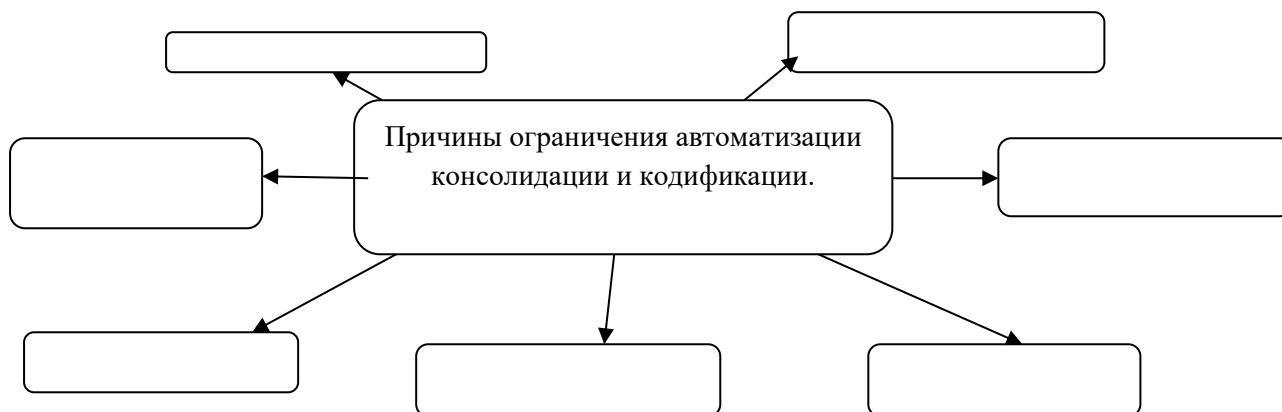 Причины ограничения автоматизации
консолидации и кодификации.